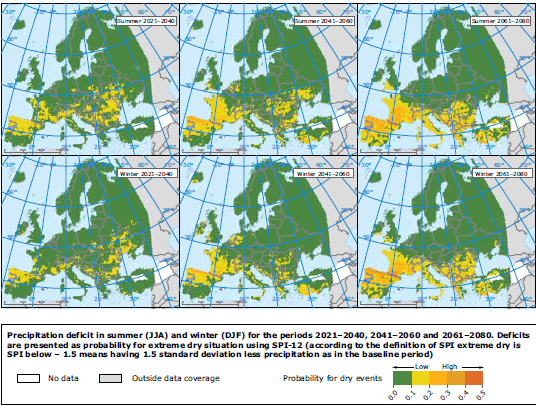 Summer 2021–2040
Summer 2041–2060
Summer 2061–2080
Winter 2021–2040
Winter 2041–2060
Winter 2061–2080
Precipitation deficit in summer (JJA) and winter (DJF) for the periods 2021–2040, 2041–2060 and 2061–2080. Deficits
are presented as probability for extreme dry situation using SPI-12 (according to the definition of SPI extreme dry is
SPI below – 1.5 means having 1.5 standard deviation less precipitation as in the baseline period)
Low High
No data Outside data coverage Probability for dry events
0.0 0.1 0.2 0.3 0.4 0.5